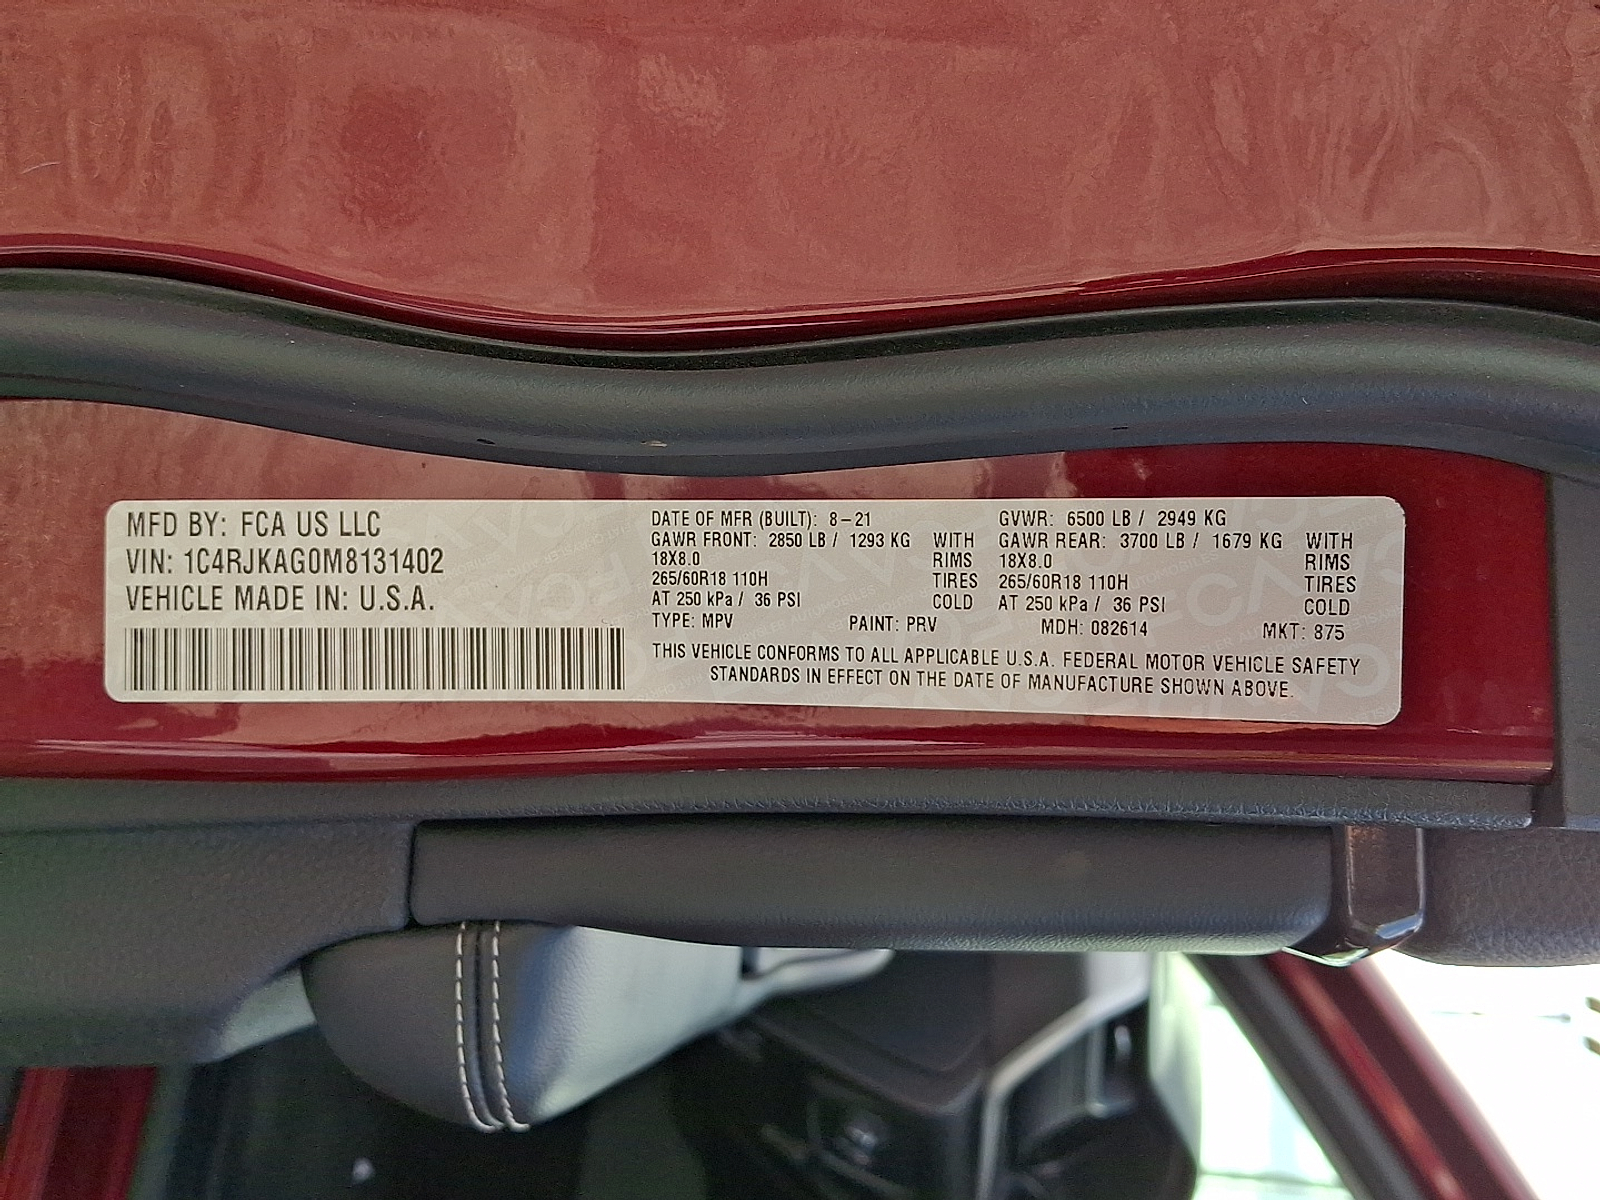 MFD BY: FCA US LLC
VIN: 1C4RJKAG0M8131402
VEHICLE MADE IN: U.S.A.
DATE OF MFR (BUILT): 8-21
GAWR FRONT: 2850 LB / 1293 KG WITH
18X8.0 RIMS
265/60R18 110H TIRES
AT 250 kPa / 36 PSI COLD
GVWR: 6500 LB / 2949 KG
GAWR REAR: 3700 LB / 1679 KG WITH
18X8.0 RIMS
265/60R18 110H TIRES
AT 250 kPa / 36 PSI COLD
TYPE: MPV PAINT: PRV MDH: 082614 MKT: 875
THIS VEHICLE CONFORMS TO ALL APPLICABLE U.S.A. FEDERAL MOTOR VEHICLE SAFETY
STANDARDS IN EFFECT ON THE DATE OF MANUFACTURE SHOWN ABOVE.